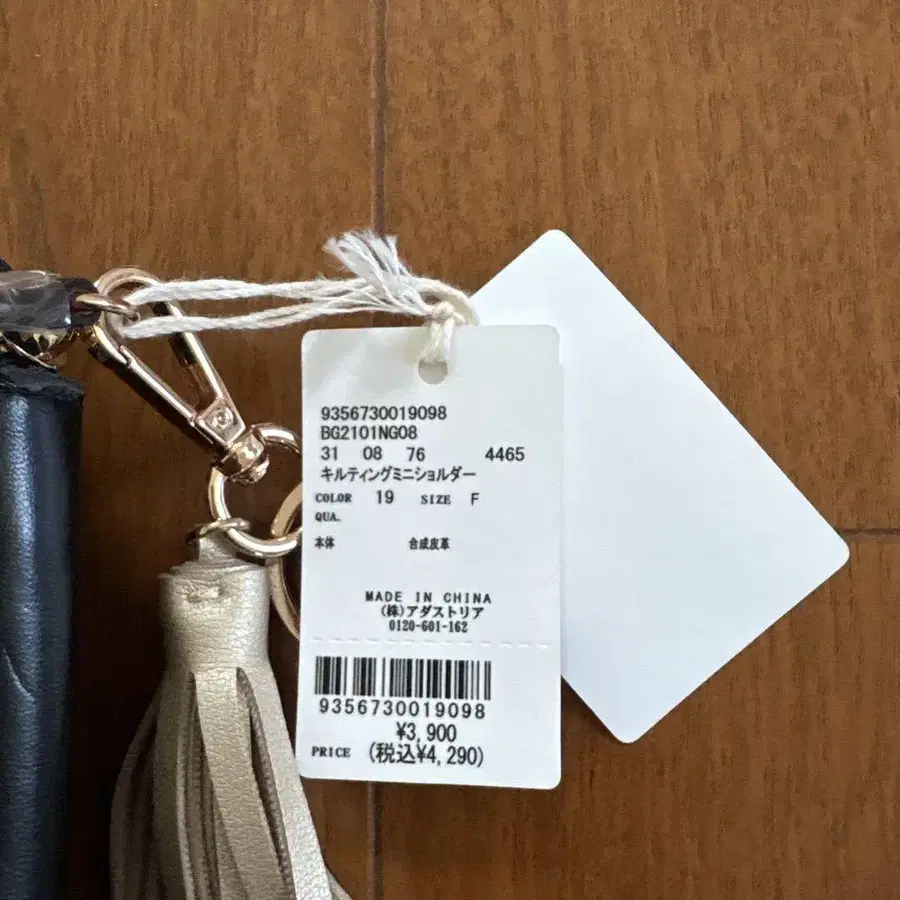 9356730019098
BG2101NG08
31 08 76 4465
キルティングミニショルダー
COLOR 19 SIZE F
QUA.
本体 合成皮革
MADE IN CHINA
(株)アダストリア
0120-601-162
9356730019098
¥3,900
PRICE (税込¥4,290)